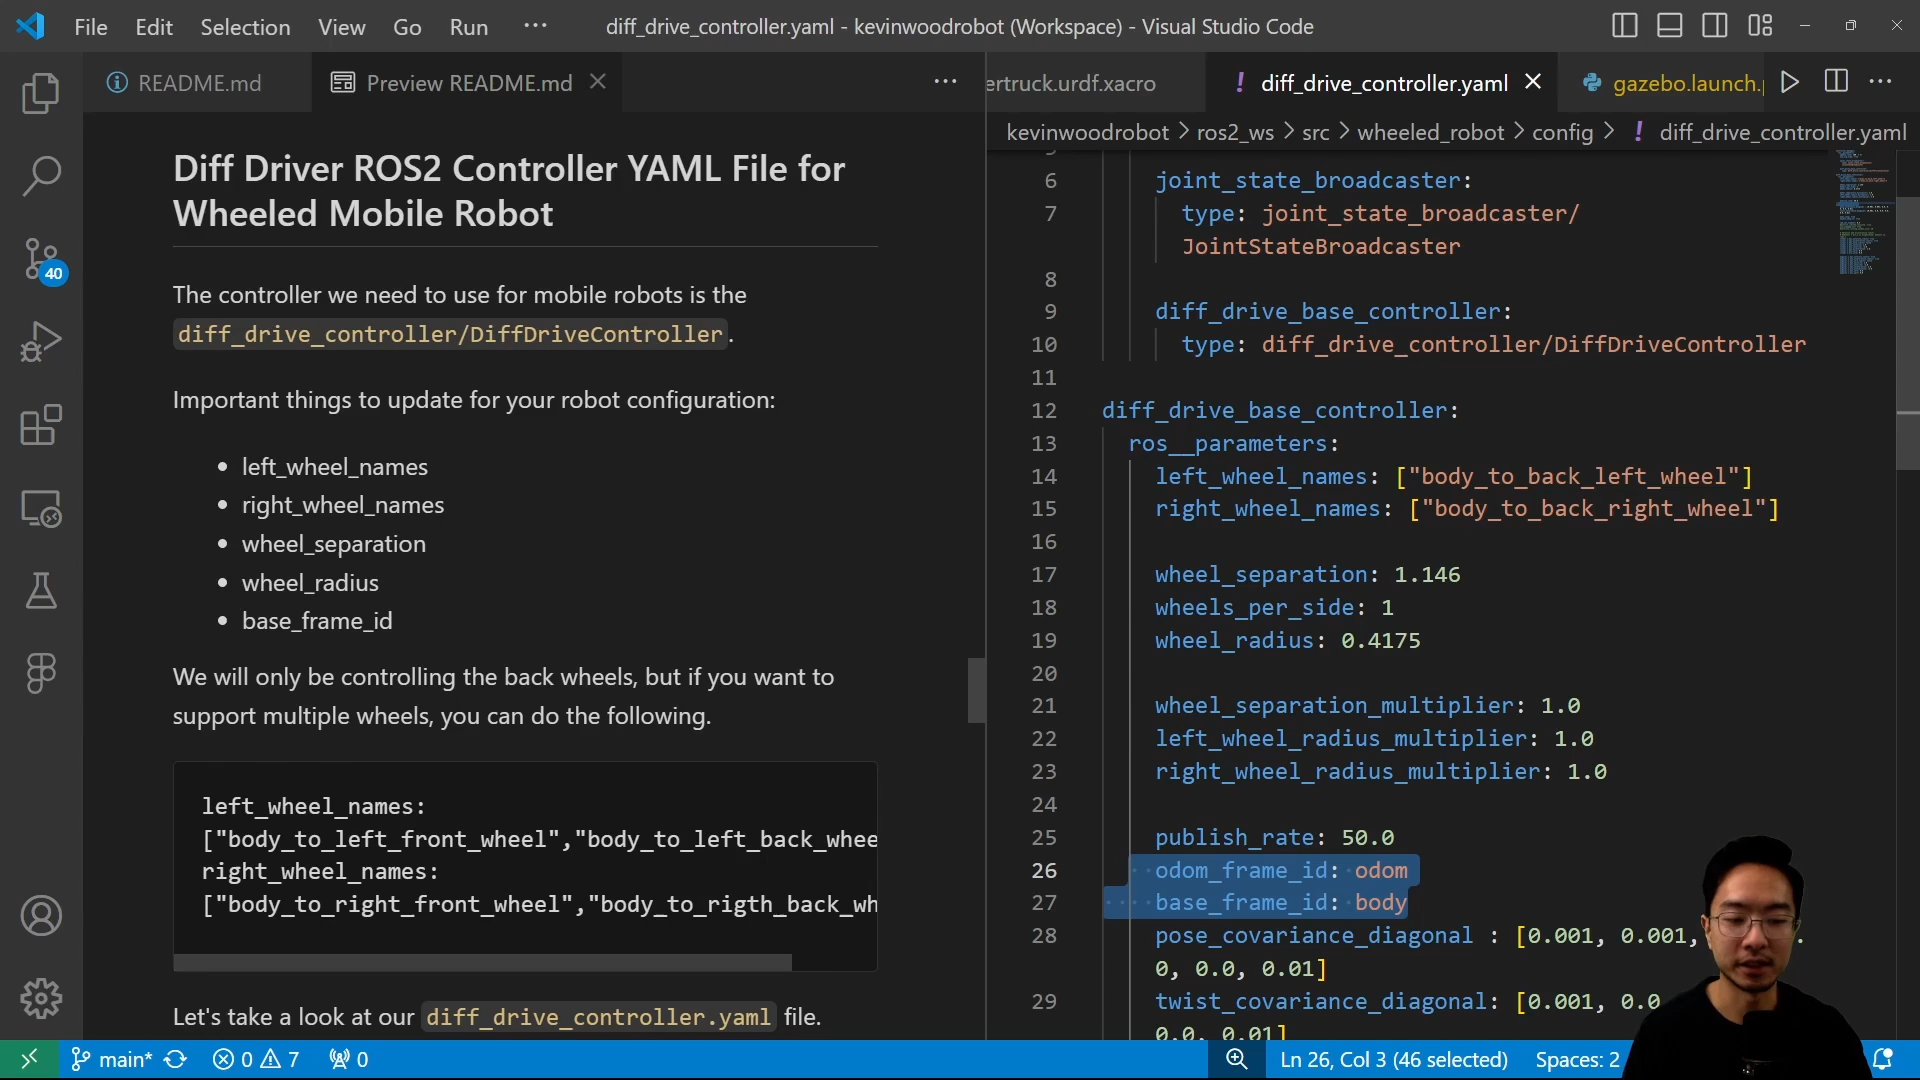 File Edit Selection View Go Run ··· diff_drive_controller.yaml - kevinwoodrobot (Workspace) - Visual Studio Code
README.md Preview README.md
Diff Driver ROS2 Controller YAML File for
Wheeled Mobile Robot
The controller we need to use for mobile robots is the
diff_drive_controller/DiffDriveController.
Important things to update for your robot configuration:
• left_wheel_names
• right_wheel_names
• wheel_separation
• wheel_radius
• base_frame_id
We will only be controlling the back wheels, but if you want to
support multiple wheels, you can do the following.
left_wheel_names:
["body_to_left_front_wheel","body_to_left_back_whee
right_wheel_names:
["body_to_right_front_wheel","body_to_rigth_back_wh
Let's take a look at our diff_drive_controller.yaml file.
ertruck.urdf.xacro ! diff_drive_controller.yaml gazebo.launch.p
kevinwoodrobot > ros2_ws > src > wheeled_robot > config > ! diff_drive_controller.yaml
6 joint_state_broadcaster:
7 type: joint_state_broadcaster/
JointStateBroadcaster
8
9 diff_drive_base_controller:
10 type: diff_drive_controller/DiffDriveController
11
12 diff_drive_base_controller:
13 ros__parameters:
14 left_wheel_names: ["body_to_back_left_wheel"]
15 right_wheel_names: ["body_to_back_right_wheel"]
16
17 wheel_separation: 1.146
18 wheels_per_side: 1
19 wheel_radius: 0.4175
20
21 wheel_separation_multiplier: 1.0
22 left_wheel_radius_multiplier: 1.0
23 right_wheel_radius_multiplier: 1.0
24
25 publish_rate: 50.0
26 odom_frame_id: odom
27 base_frame_id: body
28 pose_covariance_diagonal : [0.001, 0.001, .
0, 0.0, 0.01]
29 twist_covariance_diagonal: [0.001, 0.0
0.0, 0.01]
40
main* 0 7 0 Ln 26, Col 3 (46 selected) Spaces: 2